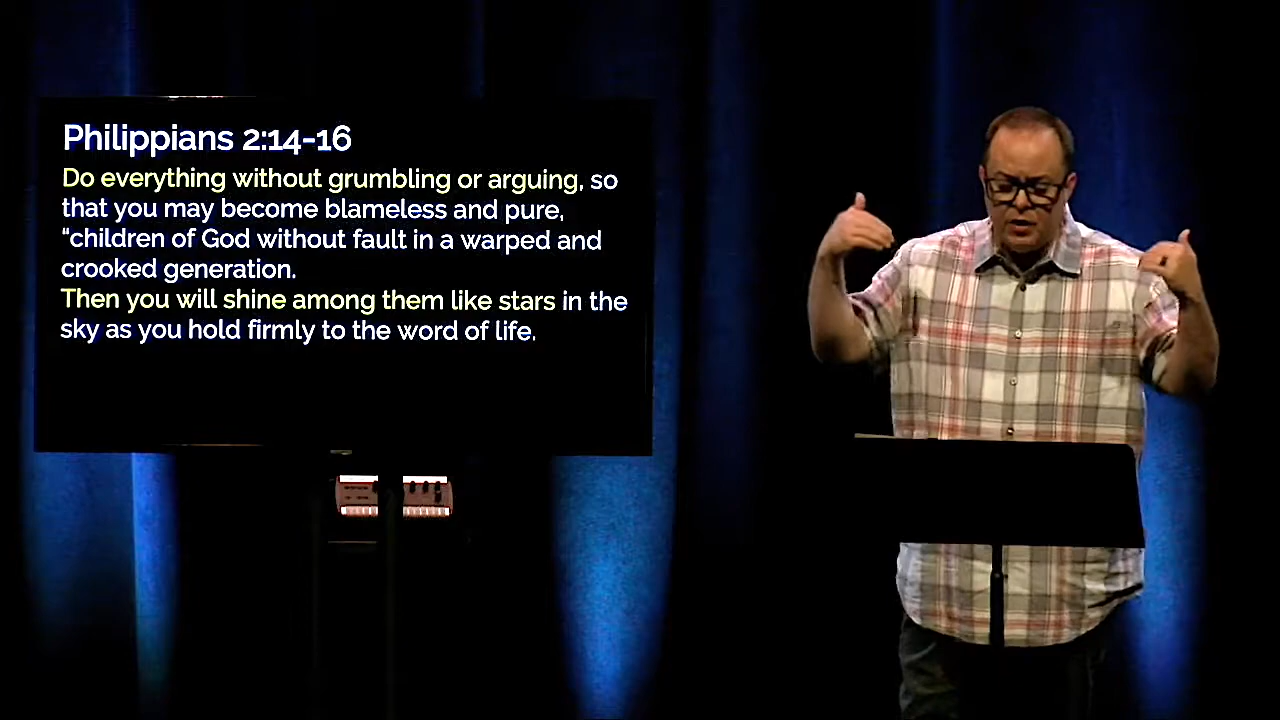 Philippians 2:14-16
Do everything without grumbling or arguing, so
that you may become blameless and pure,
“children of God without fault in a warped and
crooked generation.
Then you will shine among them like stars in the
sky as you hold firmly to the word of life.